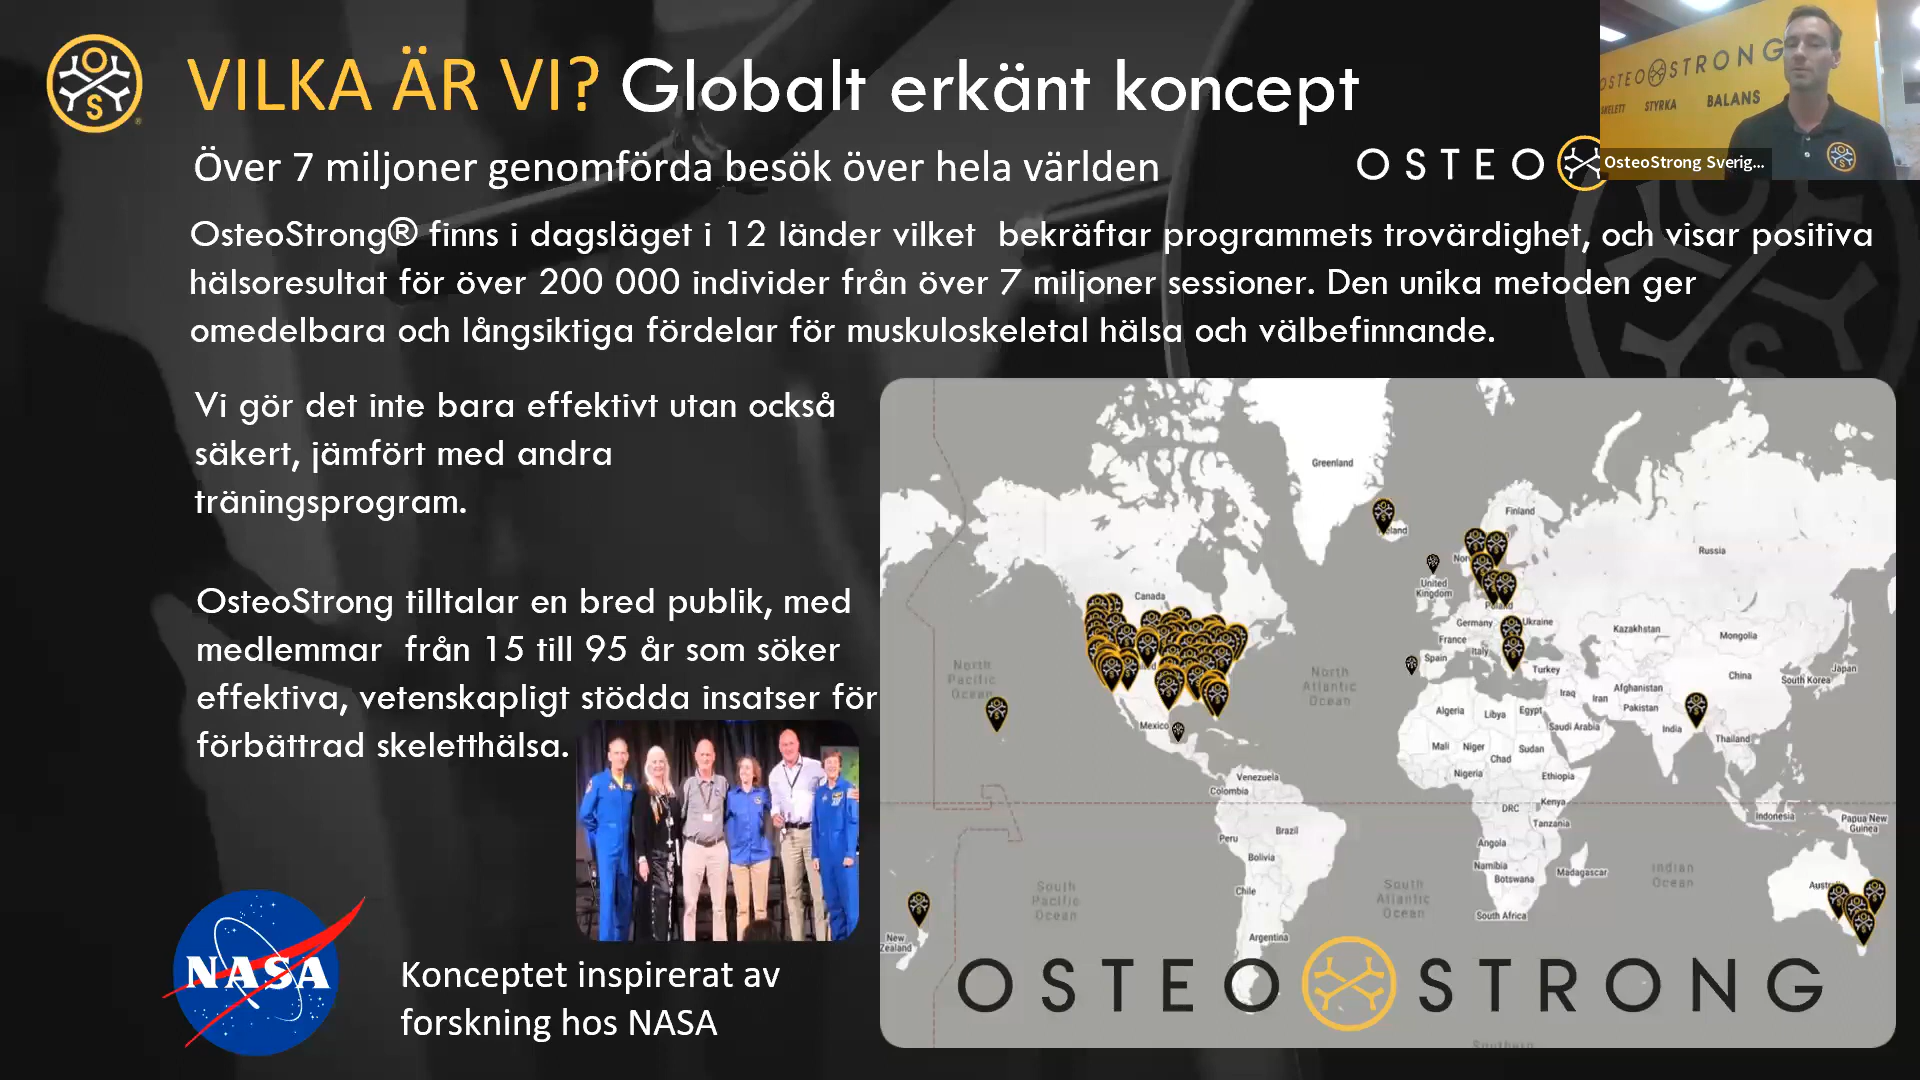 VILKA ÄR VI? Globalt erkänt koncept
Över 7 miljoner genomförda besök över hela världen
OSTEO
OSTEO STRONG
SKELETT STYRKA BALANS
OsteoStrong Sverig...
OsteoStrong® finns i dagsläget i 12 länder vilket bekräftar programmets trovärdighet, och visar positiva
hälsoresultat för över 200 000 individer från över 7 miljoner sessioner. Den unika metoden ger
omedelbara och långsiktiga fördelar för muskuloskeletal hälsa och välbefinnande.
Vi gör det inte bara effektivt utan också
säkert, jämfört med andra
träningsprogram.
OsteoStrong tilltalar en bred publik, med
medlemmar från 15 till 95 år som söker
effektiva, vetenskapligt stödda insatser för
förbättrad skeletthälsa.
NASA
Konceptet inspirerat av
forskning hos NASA
Greenland
Finland
Russia
Canada
United
Kingdom
Poland
Germany
Ukraine
France
Italy
Spain
Turkey
Kazakhstan
Mongolia
Japan
South Korea
China
Afghanistan
Iraq
Iran
Pakistan
North
Pacific
Ocean
North
Atlantic
Ocean
Mexico
Algeria
Libya
Egypt
Saudi Arabia
India
Thailand
Mali
Niger
Sudan
Chad
Nigeria
Ethiopia
Venezuela
Colombia
DRC
Kenya
Tanzania
Indonesia
Papua New
Guinea
Peru
Brazil
Bolivia
Angola
Namibia
Botswana
Madagascar
Indian
Ocean
South
Pacific
Ocean
South
Atlantic
Ocean
Chile
South Africa
New
Zealand
Argentina
OSTEO STRONG
Southern